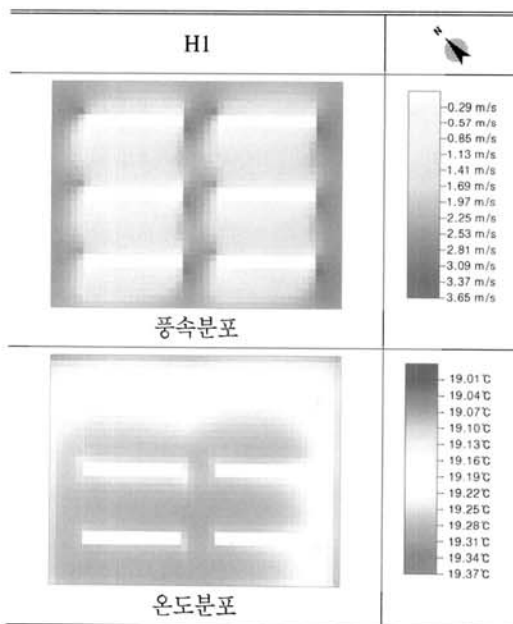 H1
N
0.29 m/s
0.57 m/s
0.85 m/s
1.13 m/s
1.41 m/s
1.69 m/s
1.97 m/s
2.25 m/s
2.53 m/s
2.81 m/s
3.09 m/s
3.37 m/s
3.65 m/s
풍속분포
19.01℃
19.04℃
19.07℃
19.10℃
19.13℃
19.16℃
19.19℃
19.22℃
19.25℃
19.28℃
19.31℃
19.34℃
19.37℃
온도분포